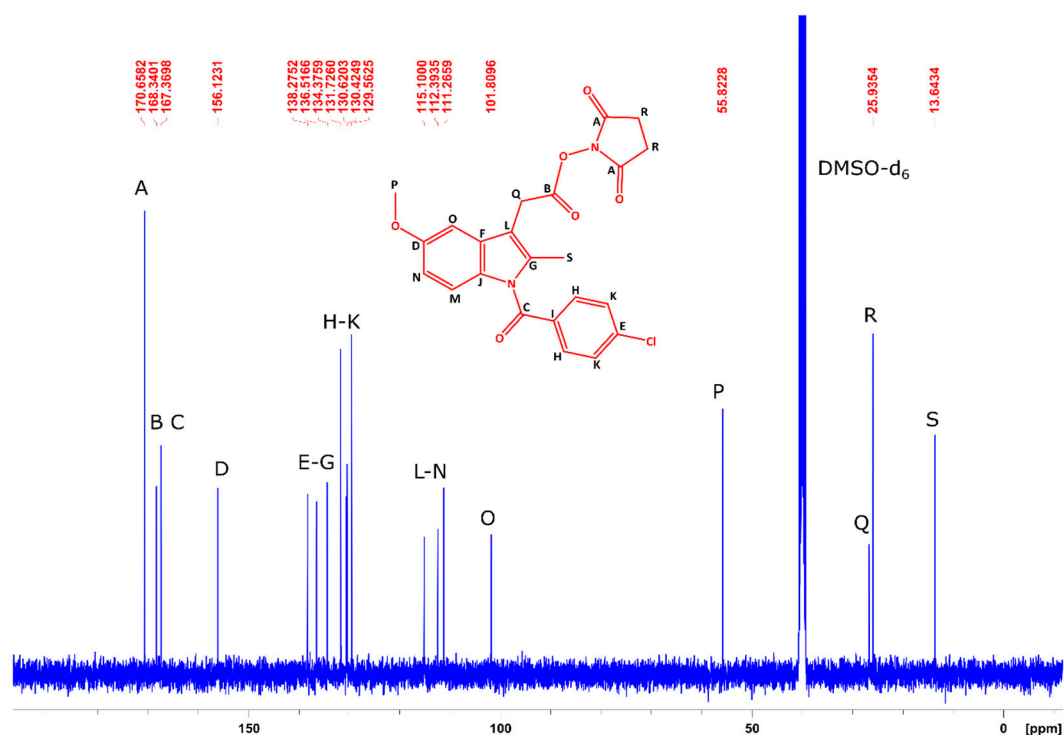 170.6582
168.3401
167.3698
156.1231
138.2752
136.5166
134.3759
131.7260
130.6203
130.4249
129.5625
115.1000
112.3935
111.2659
101.8096
55.8228
25.9354
13.6434
O
A
R
N
R
O
A
O
B
O
Q
P
O
O
L
F
D
G
S
N
J
N
M
C
H
K
O
I
E
Cl
H
K
DMSO-d6
A
H-K
R
P
B C
S
D
E-G
L-N
O
Q
150
100
50
0
[ppm]